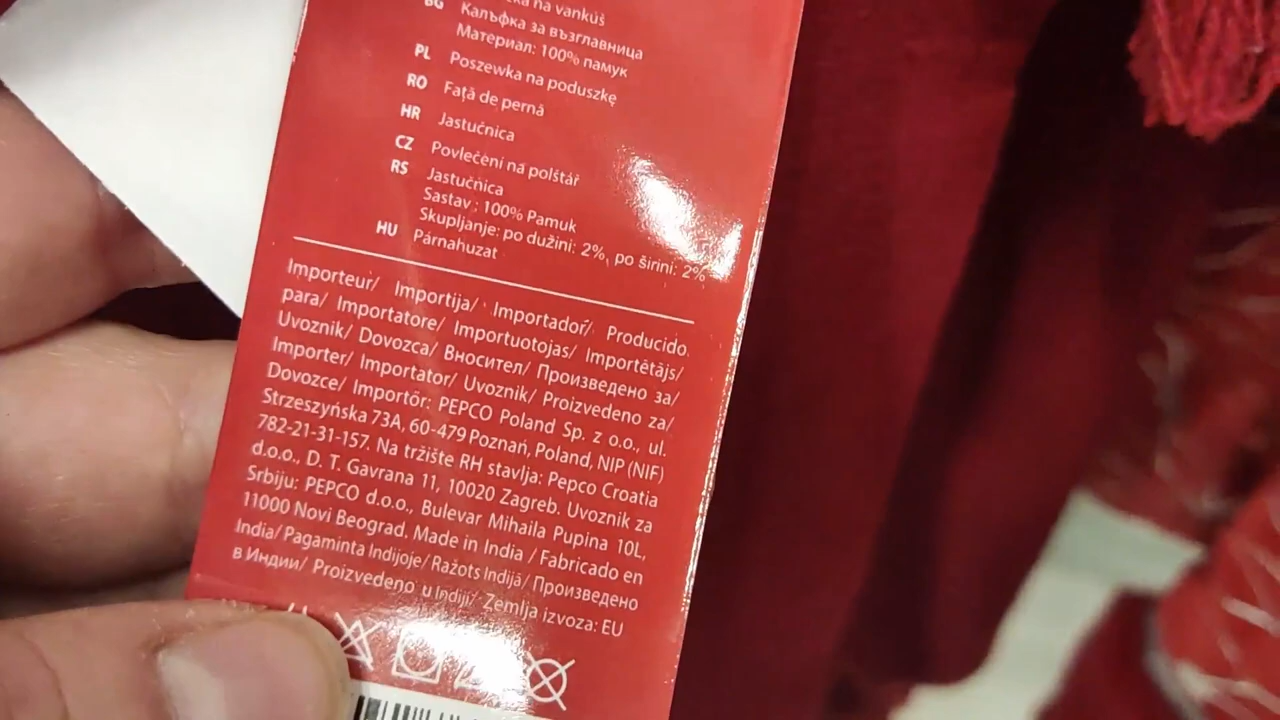 na vankúš
BG Калъфка за възглавница
Материал: 100% памук
PL Poszewka na poduszkę
RO Față de pernă
HR Jastučnica
CZ Povlečení na polštář
RS Jastučnica
Sastav : 100% Pamuk
Skupljanje: po dužini: 2%, po širini: 2%
HU Párnahuzat
Importeur/ Importija/ Importador/ Producido
para/ Importatore/ Importuotojas/ Importētājs/
Uvoznik/ Dovozca/ Вносител/ Произведено за/
Importer/ Importator/ Uvoznik/ Proizvedeno za/
Dovozce/ Importőr: PEPCO Poland Sp. z o.o., ul.
Strzeszyńska 73A, 60-479 Poznań, Poland, NIP (NIF)
782-21-31-157. Na tržište RH stavlja: Pepco Croatia
d.o.o., D. T. Gavrana 11, 10020 Zagreb. Uvoznik za
Srbiju: PEPCO d.o.o., Bulevar Mihaila Pupina 10L,
11000 Novi Beograd. Made in India / Fabricado en
India/ Pagaminta Indijoje/ Ražots Indijā/ Произведено
в Индии/ Proizvedeno u Indiji/ Zemlja izvoza: EU